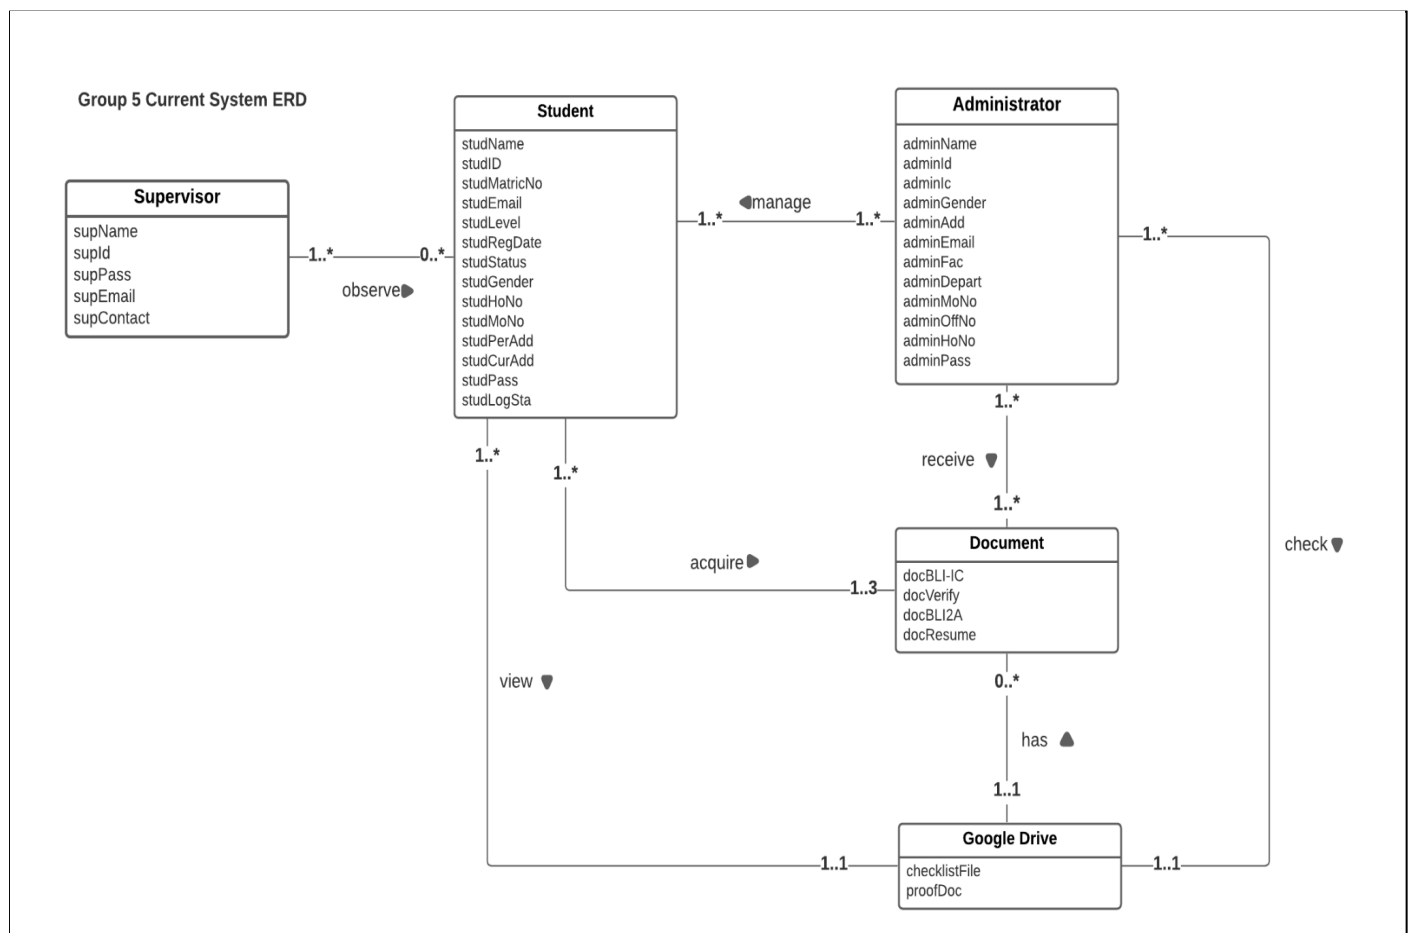 Group 5 Current System ERD
Supervisor
supName
supId
supPass
supEmail
supContact
1..*
0..*
observe
Student
studName
studID
studMatricNo
studEmail
studLevel
studRegDate
studStatus
studGender
studHoNo
studMoNo
studPerAdd
studCurAdd
studPass
studLogSta
manage
1..*
1..*
Administrator
adminName
adminId
adminIc
adminGender
adminAdd
adminEmail
adminFac
adminDepart
adminMoNo
adminOffNo
adminHoNo
adminPass
1..*
1..*
1..*
1..*
receive
1..*
check
acquire
1..3
Document
docBLI-IC
docVerify
docBLI2A
docResume
view
0..*
has
1..1
Google Drive
checklistFile
proofDoc
1..1
1..1